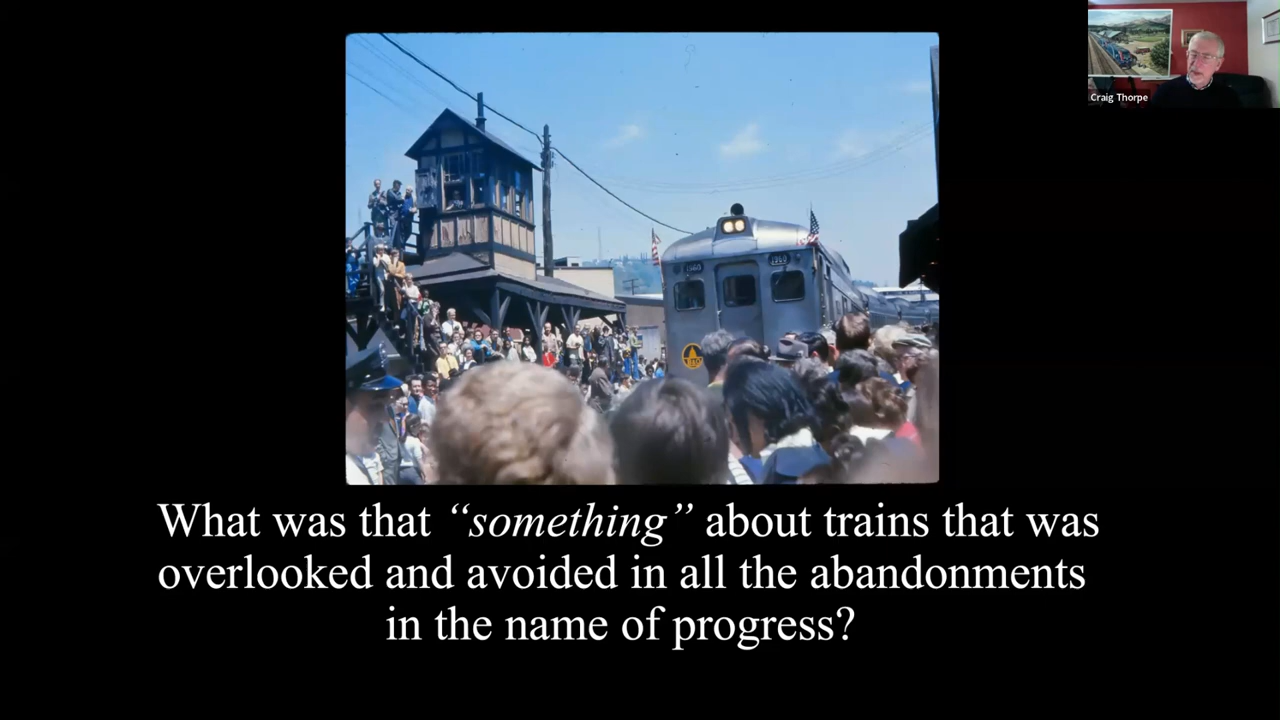 Craig Thorpe
1960
What was that “something” about trains that was
overlooked and avoided in all the abandonments
in the name of progress?